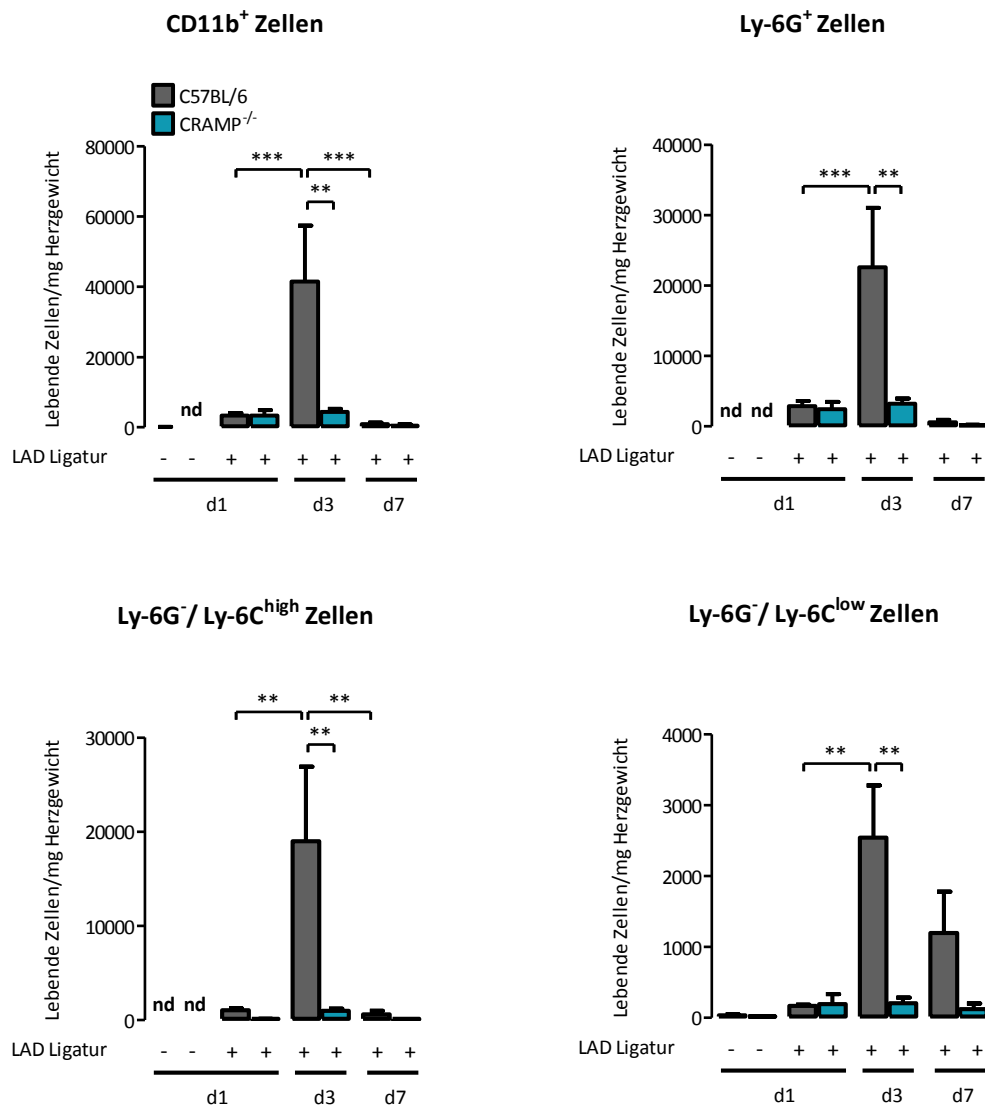 CD11b⁺ Zellen
C57BL/6
CRAMP⁻/⁻
Lebende Zellen/mg Herzgewicht
80000
60000
40000
20000
0
*** ***
**
nd
LAD Ligatur - - + + + + + +
d1 d3 d7
Ly-6G⁺ Zellen
Lebende Zellen/mg Herzgewicht
40000
30000
20000
10000
0
*** **
nd nd
LAD Ligatur - - + + + + + +
d1 d3 d7
Ly-6G⁻/ Ly-6C^high Zellen
Lebende Zellen/mg Herzgewicht
30000
20000
10000
0
** **
**
nd nd
LAD Ligatur - - + + + + + +
d1 d3 d7
Ly-6G⁻/ Ly-6C^low Zellen
Lebende Zellen/mg Herzgewicht
4000
3000
2000
1000
0
** **
LAD Ligatur - - + + + + + +
d1 d3 d7